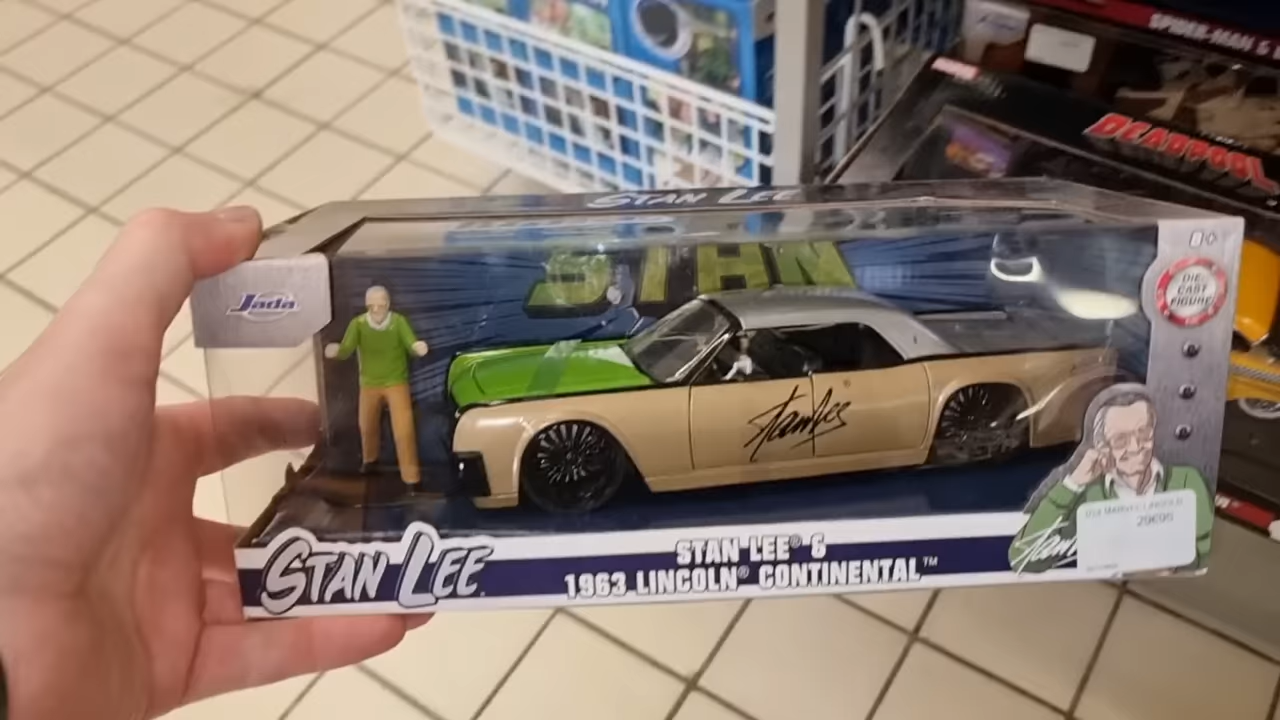 SPIDER-MAN &
DEADPOOL
STAN LEE
8+
Jada
STAN
DIE
CAST
FIGURE
Stan Lee
STAN LEE
STAN LEE® &
1963 LINCOLN® CONTINENTAL™
Stan
29€95